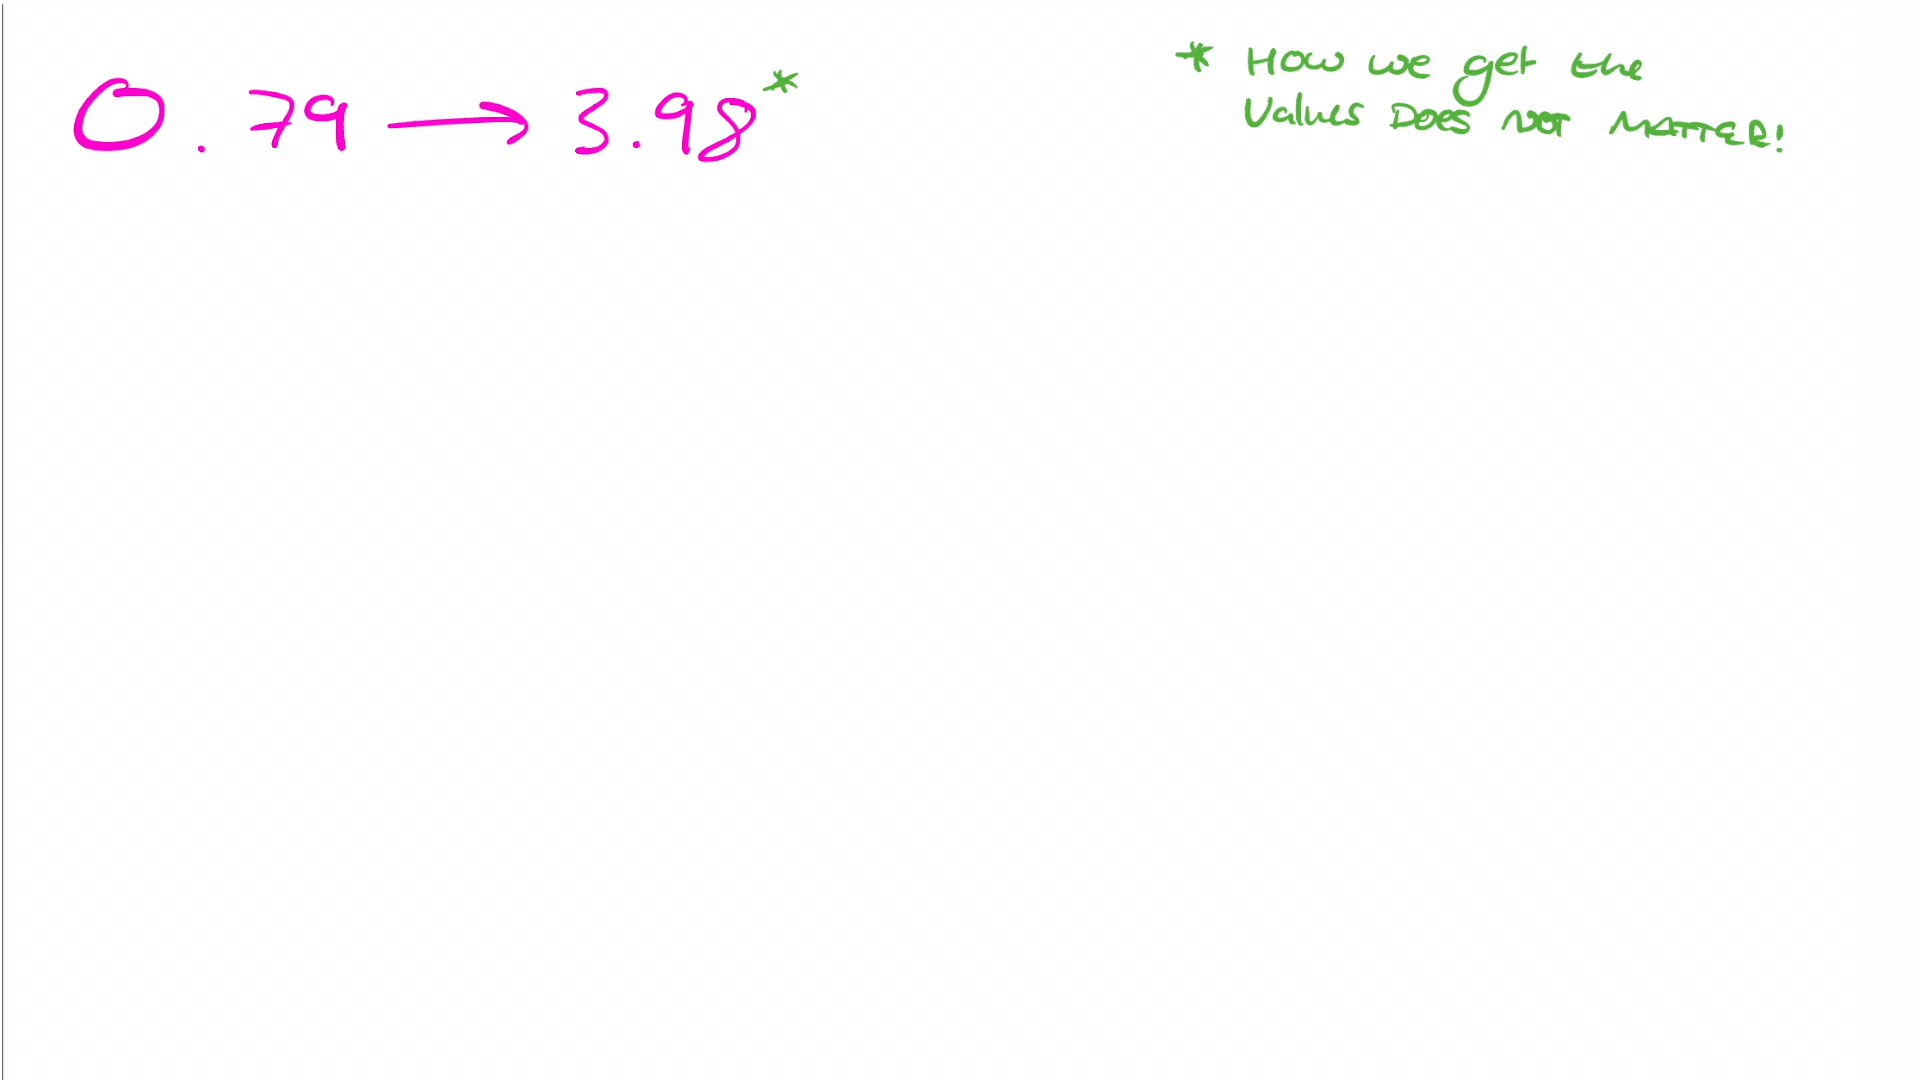 0.79 → 3.98*
* How we get the
Values DOES NOT MATTER!